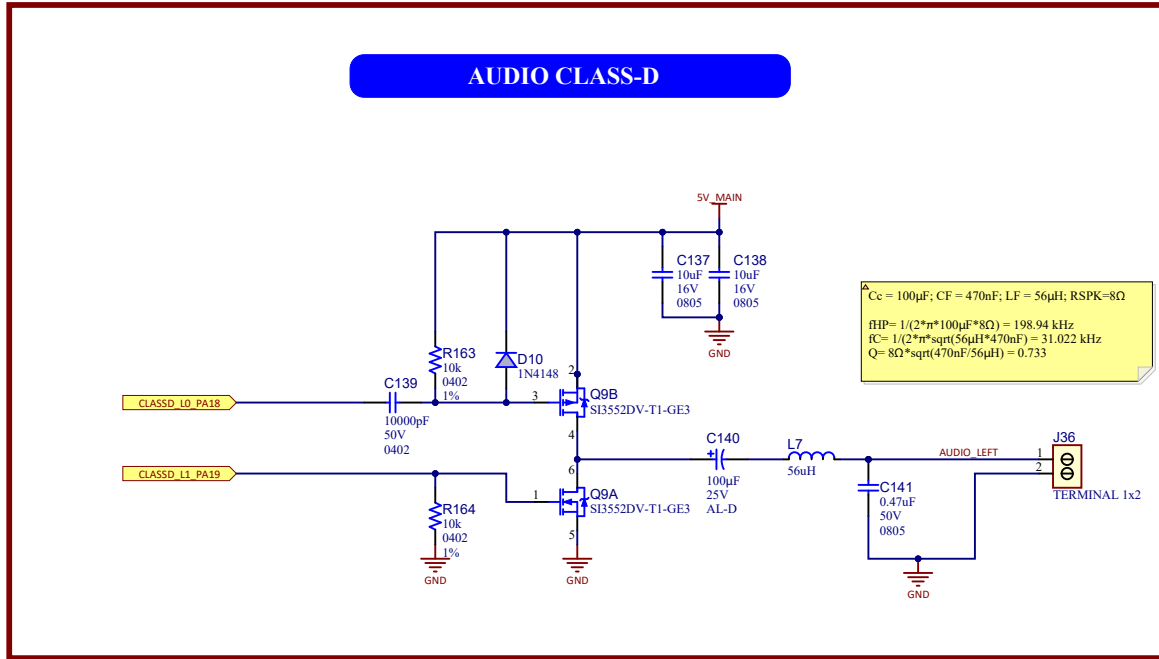 AUDIO CLASS-D
5V_MAIN
C137
10uF
16V
0805
C138
10uF
16V
0805
GND
Cc = 100µF; CF = 470nF; LF = 56µH; RSPK=8Ω
fHP= 1/(2*π*100µF*8Ω) = 198.94 kHz
fC= 1/(2*π*sqrt(56µH*470nF) = 31.022 kHz
Q= 8Ω*sqrt(470nF/56µH) = 0.733
R163
10k
0402
1%
D10
1N4148
2
Q9B
SI3552DV-T1-GE3
3
4
C139
10000pF
50V
0402
CLASSD_L0_PA18
CLASSD_L1_PA19
R164
10k
0402
1%
GND
6
Q9A
SI3552DV-T1-GE3
1
5
GND
C140
+
100µF
25V
AL-D
L7
56uH
C141
0.47uF
50V
0805
GND
AUDIO_LEFT
J36
1
2
TERMINAL 1x2